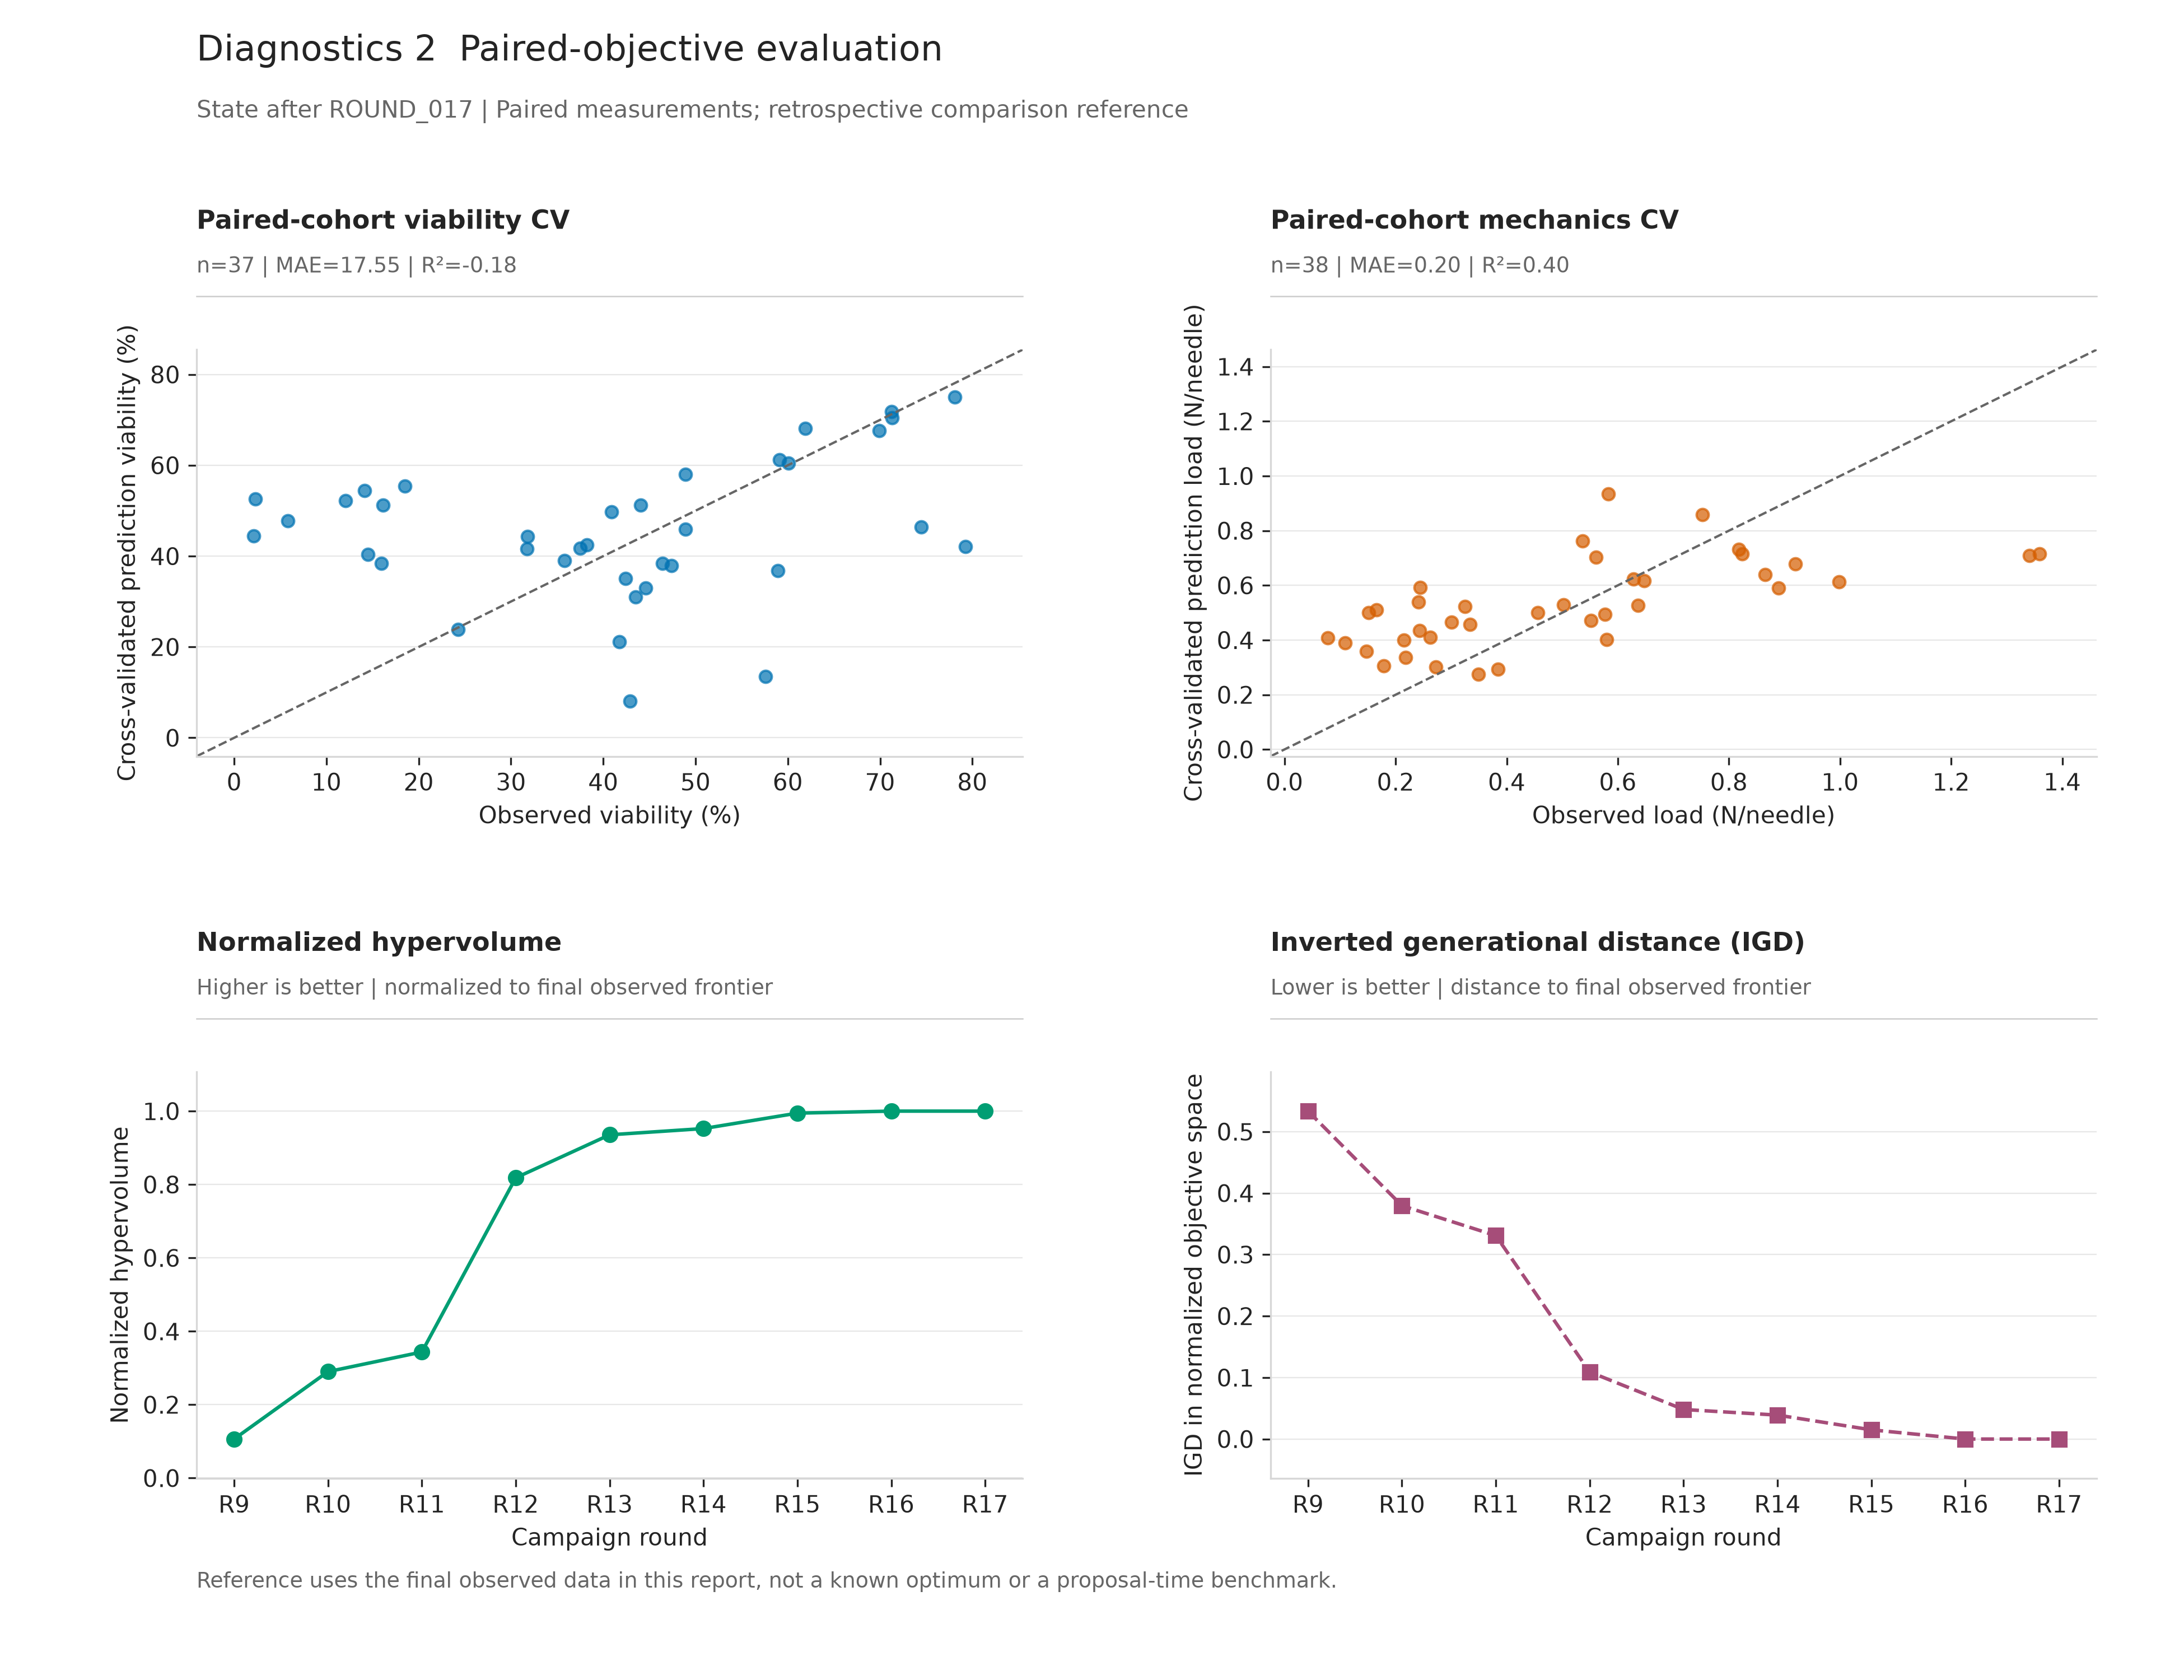 Diagnostics 2  Paired-objective evaluation
State after ROUND_017 | Paired measurements; retrospective comparison reference
Paired-cohort viability CV
n=37 | MAE=17.55 | R²=-0.18
Cross-validated prediction viability (%)
80
60
40
20
0
0 10 20 30 40 50 60 70 80
Observed viability (%)
Paired-cohort mechanics CV
n=38 | MAE=0.20 | R²=0.40
Cross-validated prediction load (N/needle)
1.4
1.2
1.0
0.8
0.6
0.4
0.2
0.0
0.0 0.2 0.4 0.6 0.8 1.0 1.2 1.4
Observed load (N/needle)
Normalized hypervolume
Higher is better | normalized to final observed frontier
Normalized hypervolume
1.0
0.8
0.6
0.4
0.2
0.0
R9 R10 R11 R12 R13 R14 R15 R16 R17
Campaign round
Inverted generational distance (IGD)
Lower is better | distance to final observed frontier
IGD in normalized objective space
0.5
0.4
0.3
0.2
0.1
0.0
R9 R10 R11 R12 R13 R14 R15 R16 R17
Campaign round
Reference uses the final observed data in this report, not a known optimum or a proposal-time benchmark.